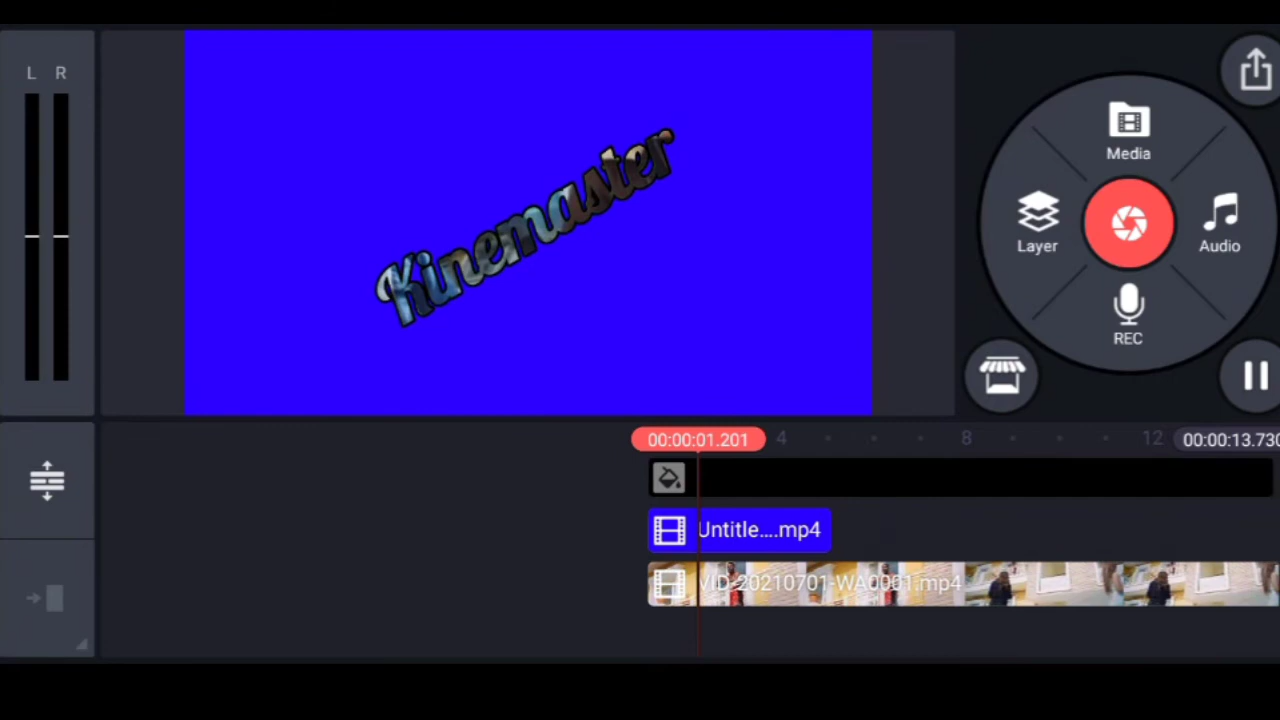 L R
Kinemaster
Media
Layer
Audio
REC
00:00:01.201 4 8 12 00:00:13.730
Untitle....mp4
VID-20210701-WA0001.mp4